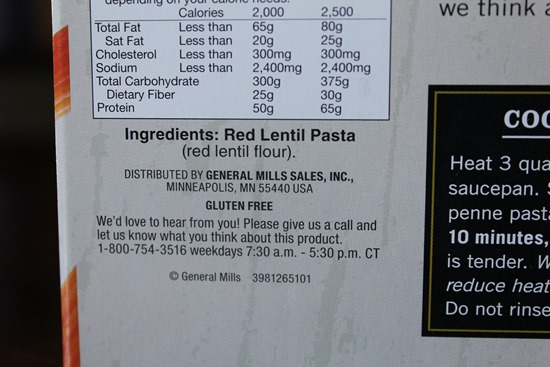 depending on your calorie needs:
Calories 2,000 2,500
Total Fat Less than 65g 80g
Sat Fat Less than 20g 25g
Cholesterol Less than 300mg 300mg
Sodium Less than 2,400mg 2,400mg
Total Carbohydrate 300g 375g
Dietary Fiber 25g 30g
Protein 50g 65g
Ingredients: Red Lentil Pasta
(red lentil flour).
DISTRIBUTED BY GENERAL MILLS SALES, INC.,
MINNEAPOLIS, MN 55440 USA
GLUTEN FREE
We'd love to hear from you! Please give us a call and
let us know what you think about this product.
1-800-754-3516 weekdays 7:30 a.m. - 5:30 p.m. CT
© General Mills 3981265101
we think a
COO
Heat 3 qua
saucepan. S
penne pasta
10 minutes,
is tender. W
reduce heat
Do not rinse